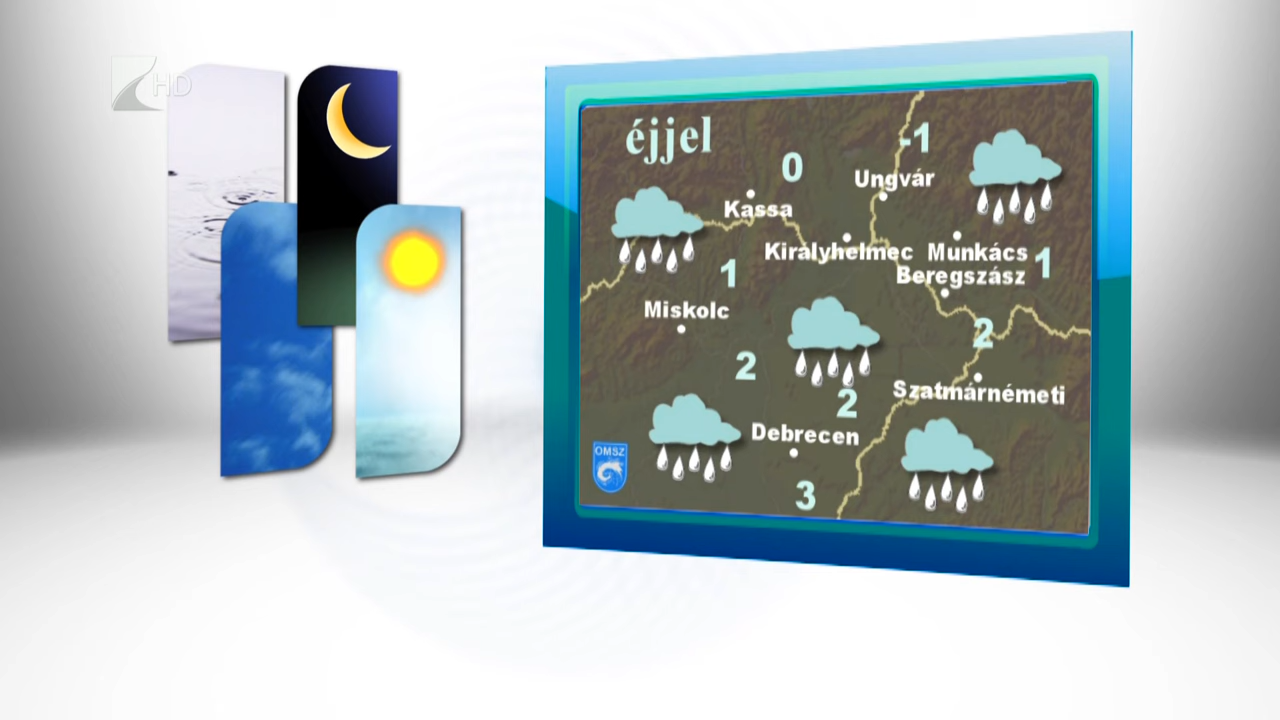 HD
éjjel
-1
0
Ungvár
Kassa
Királyhelmec
Munkács
1
Beregszász
1
Miskolc
2
2
Szatmárnémeti
2
Debrecen
OMSZ
3